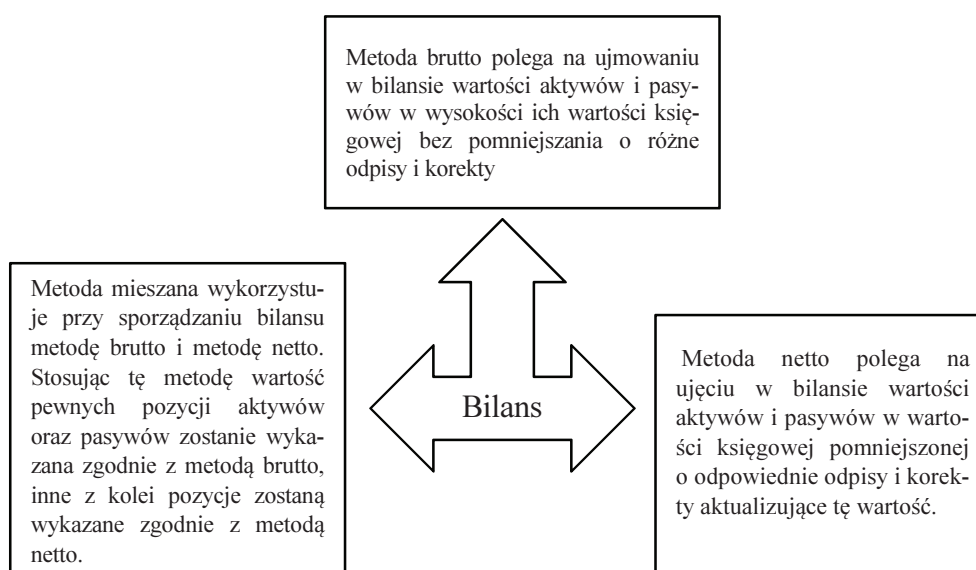 Metoda brutto polega na ujmowaniu
w bilansie wartości aktywów i pasy-
wów w wysokości ich wartości księ-
gowej bez pomniejszania o różne
odpisy i korekty
Metoda mieszana wykorzystu-
je przy sporządzaniu bilansu
metodę brutto i metodę netto.
Stosując tę metodę wartość
pewnych pozycji aktywów
oraz pasywów zostanie wyka-
zana zgodnie z metodą brutto,
inne z kolei pozycje zostaną
wykazane zgodnie z metodą
netto.
Bilans
Metoda netto polega na
ujęciu w bilansie wartości
aktywów i pasywów w warto-
ści księgowej pomniejszonej
o odpowiednie odpisy i korek-
ty aktualizujące tę wartość.